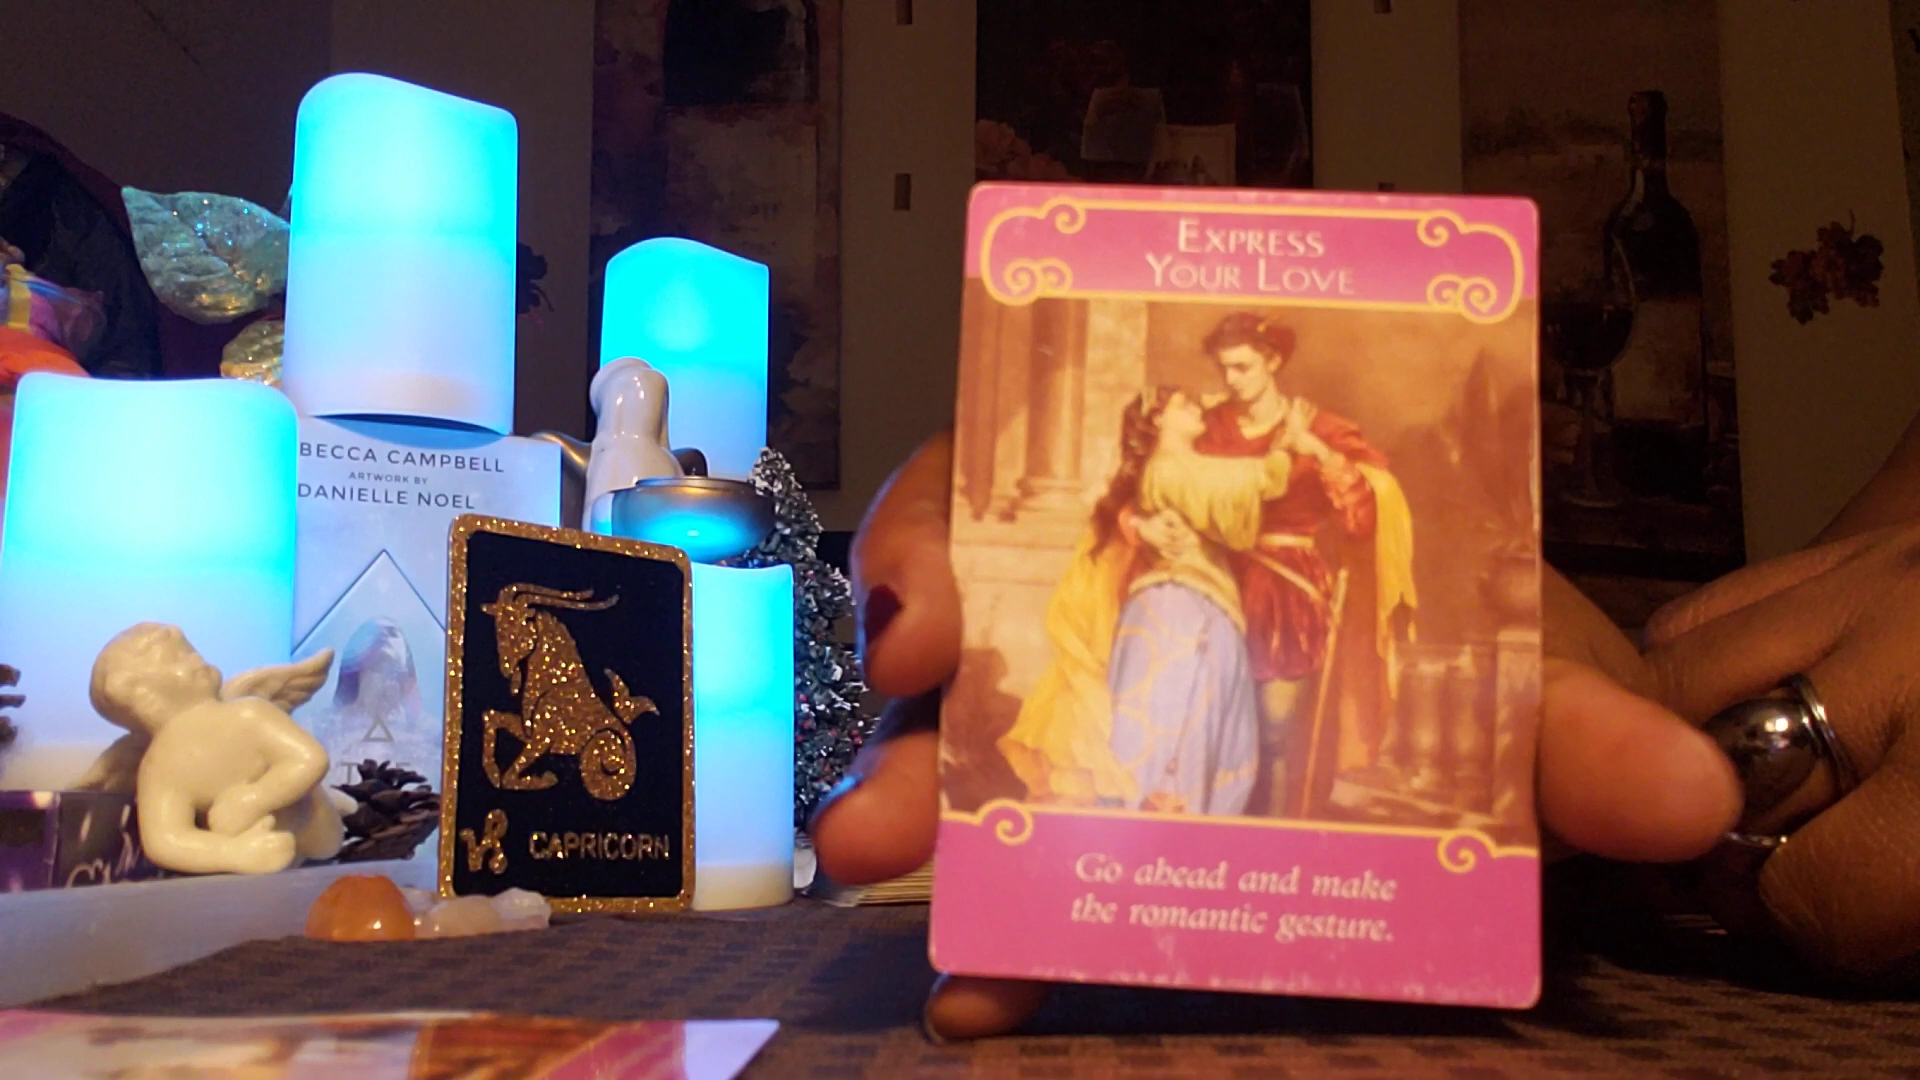 BECCA CAMPBELL
ARTWORK BY
DANIELLE NOEL
♑ CAPRICORN
EXPRESS
YOUR LOVE
Go ahead and make
the romantic gesture.